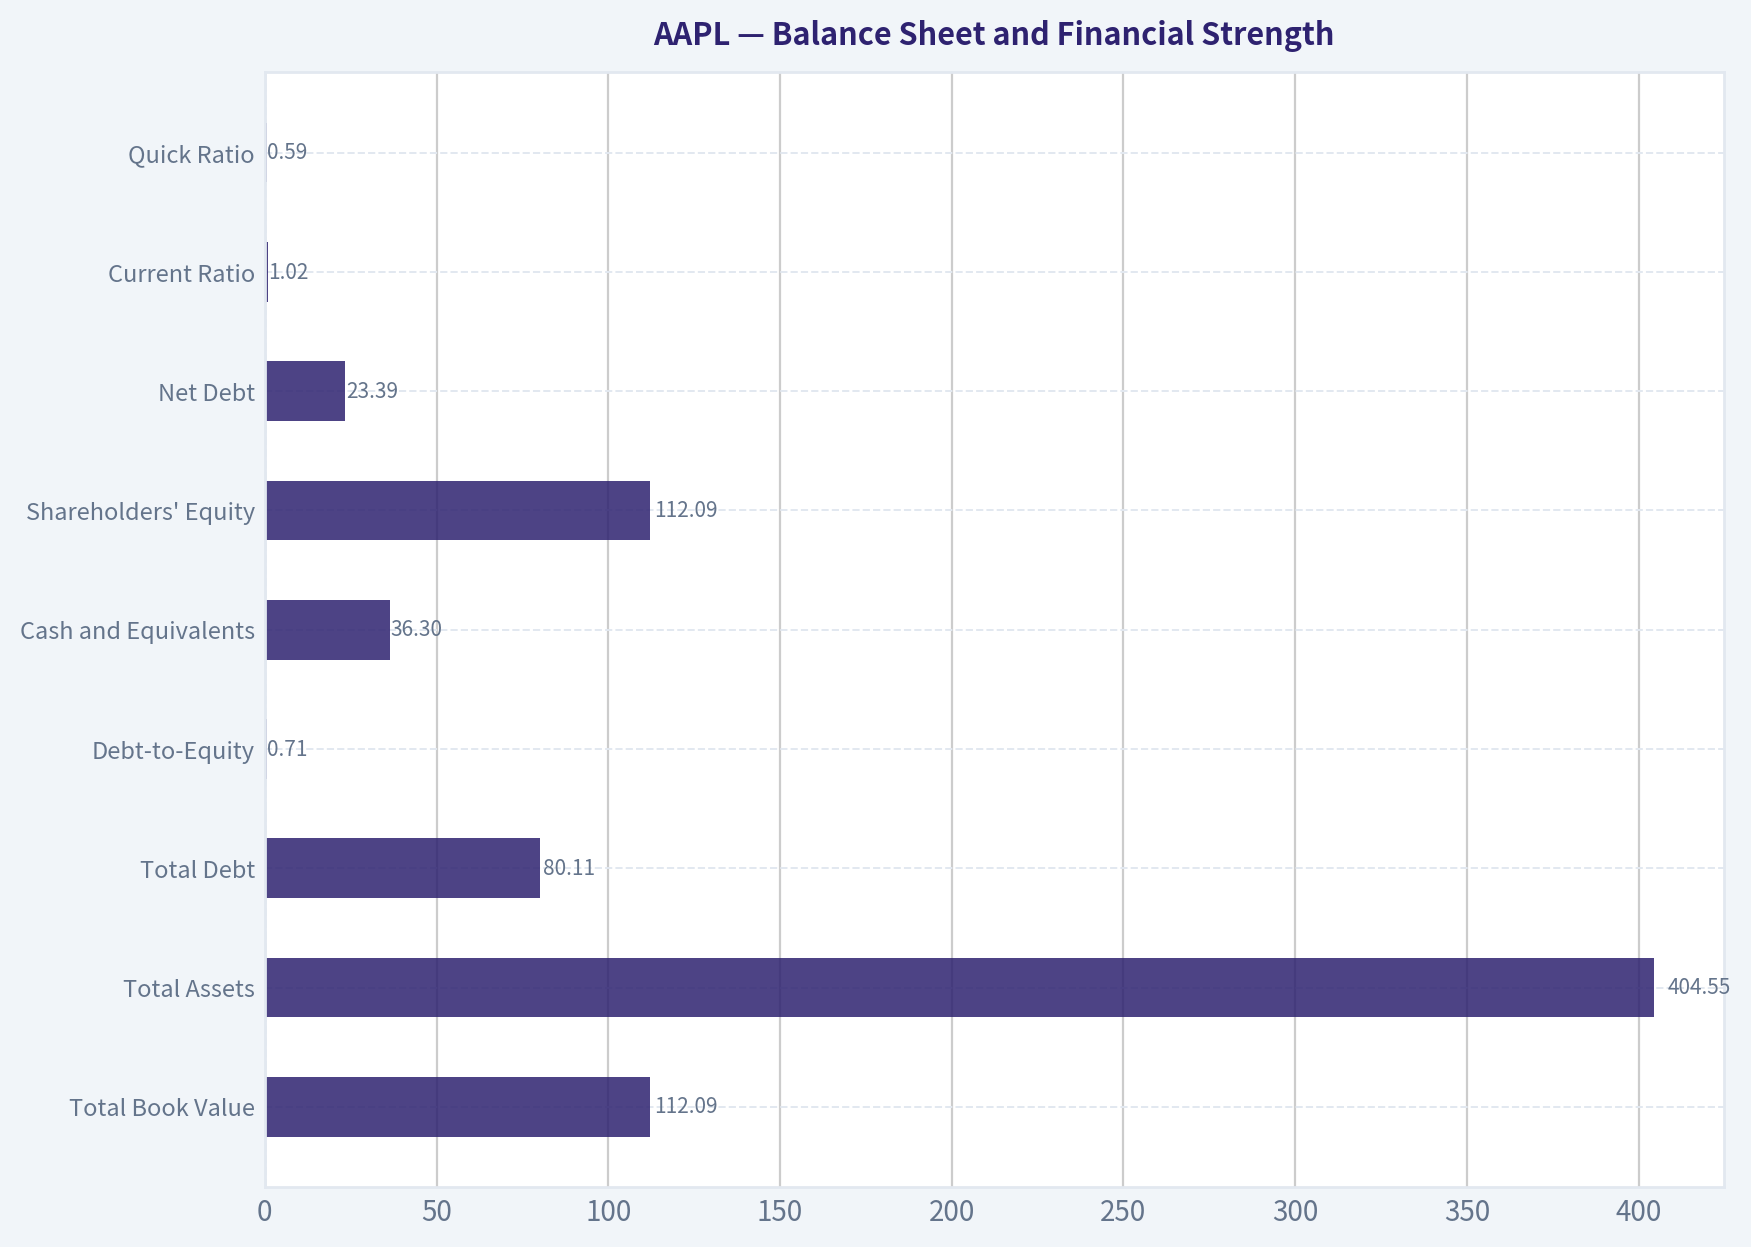 AAPL — Balance Sheet and Financial Strength
Quick Ratio 0.59
Current Ratio 1.02
Net Debt 23.39
Shareholders' Equity 112.09
Cash and Equivalents 36.30
Debt-to-Equity 0.71
Total Debt 80.11
Total Assets 404.55
Total Book Value 112.09
0 50 100 150 200 250 300 350 400